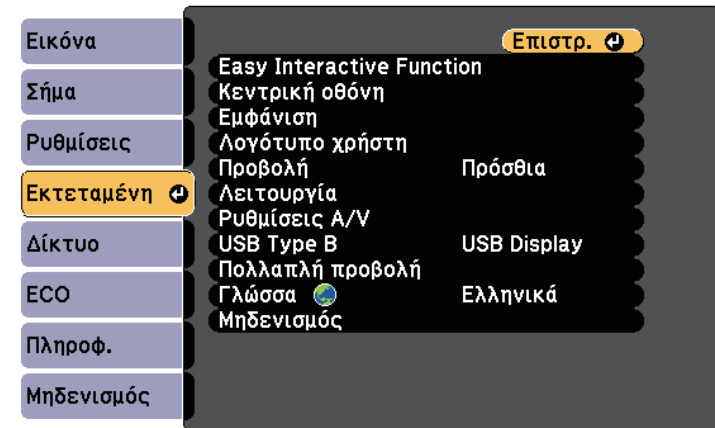 Εικόνα
Σήμα
Ρυθμίσεις
Εκτεταμένη
Δίκτυο
ECO
Πληροφ.
Μηδενισμός
Επιστρ.
Easy Interactive Function
Κεντρική οθόνη
Εμφάνιση
Λογότυπο χρήστη
Προβολή Πρόσθια
Λειτουργία
Ρυθμίσεις A/V
USB Type B USB Display
Πολλαπλή προβολή
Γλώσσα Ελληνικά
Μηδενισμός